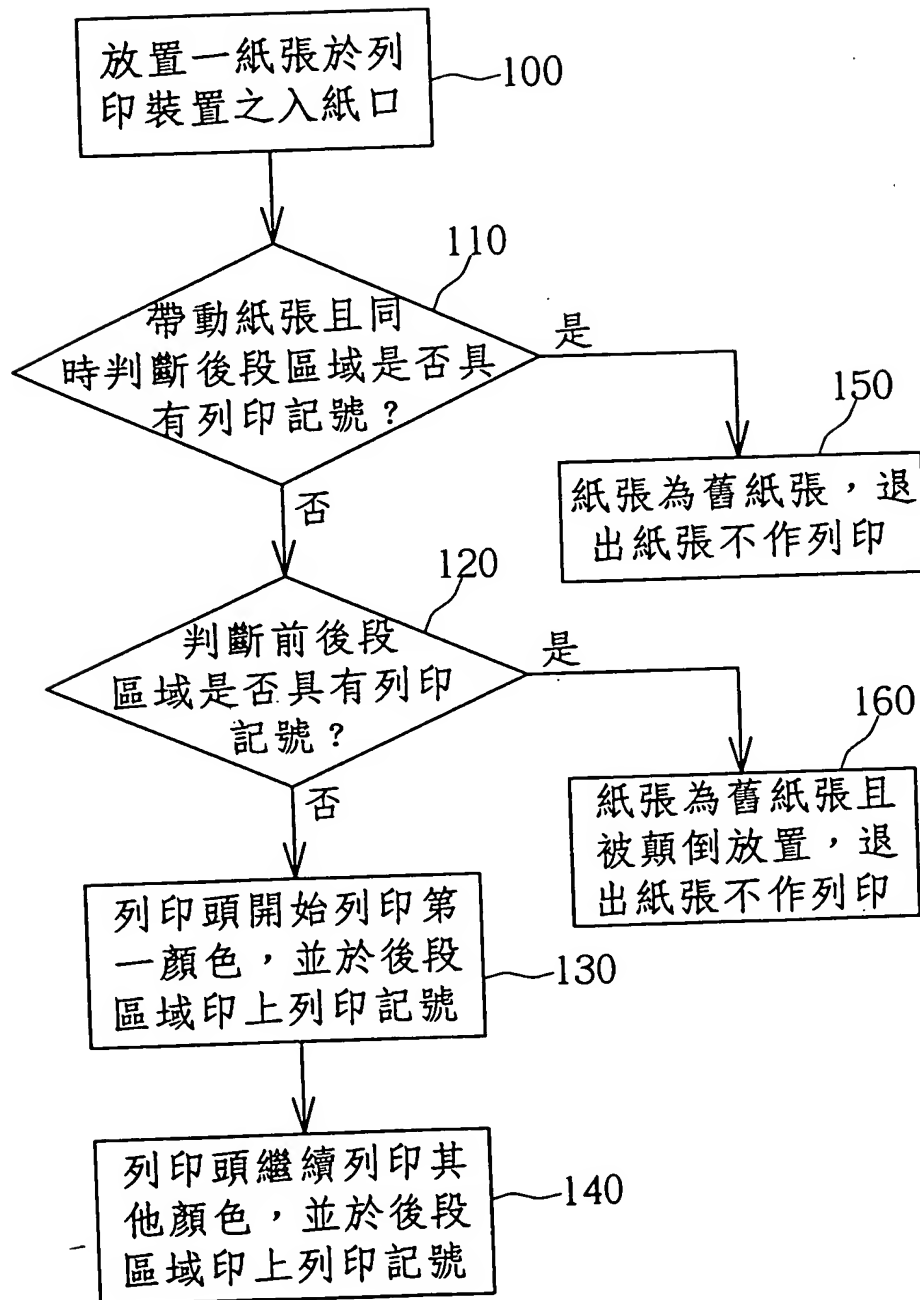 放置一紙張於列
印裝置之入紙口
100
110
帶動紙張且同
時判斷後段區域是否具
有列印記號？
是
150
紙張為舊紙張，退
出紙張不作列印
否
120
判斷前後段
區域是否具有列印
記號？
是
160
紙張為舊紙張且
被顛倒放置，退
出紙張不作列印
否
列印頭開始列印第
一顏色，並於後段
區域印上列印記號
130
列印頭繼續列印其
他顏色，並於後段
區域印上列印記號
140